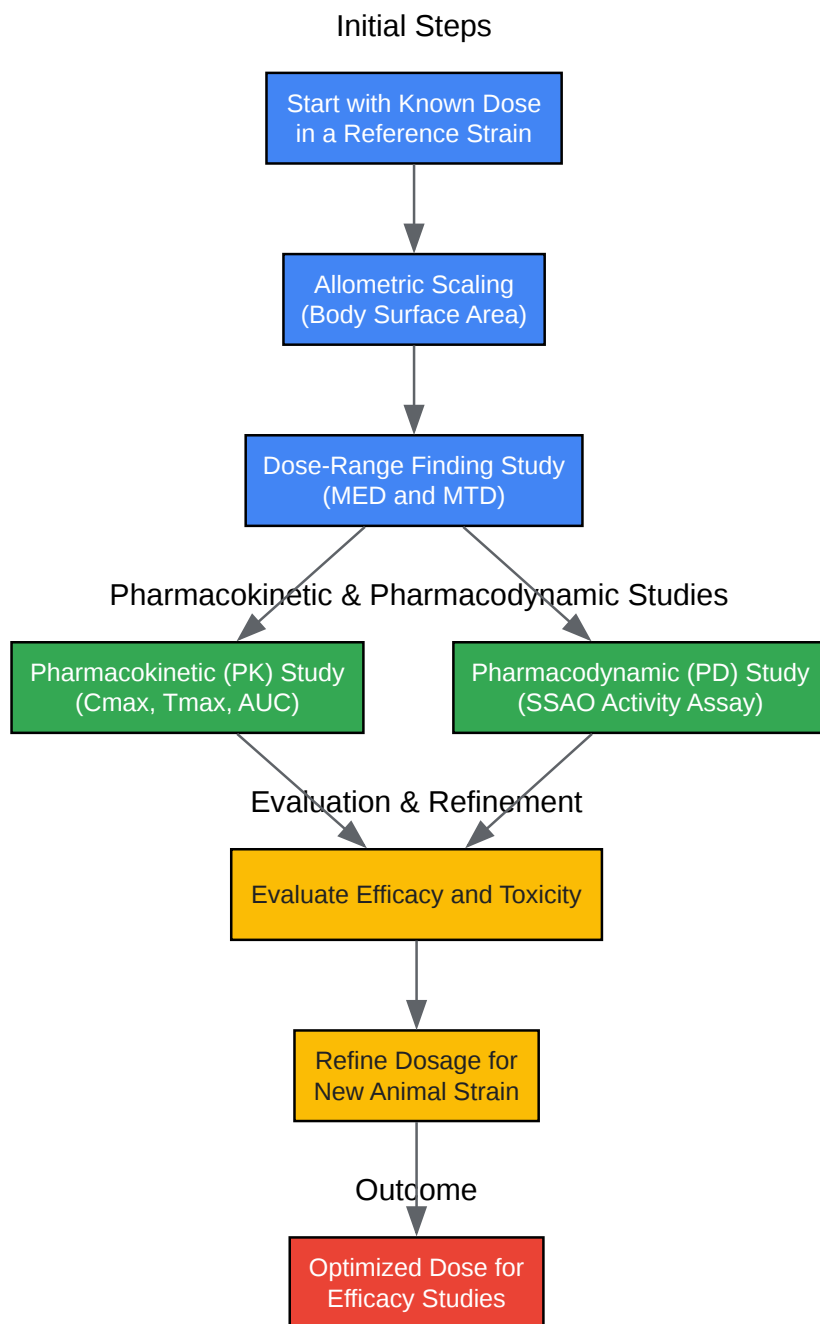 Initial Steps
Start with Known Dose
in a Reference Strain
Allometric Scaling
(Body Surface Area)
Dose-Range Finding Study
(MED and MTD)
Pharmacokinetic & Pharmacodynamic Studies
Pharmacokinetic (PK) Study
(Cmax, Tmax, AUC)
Pharmacodynamic (PD) Study
(SSAO Activity Assay)
Evaluation & Refinement
Evaluate Efficacy and Toxicity
Refine Dosage for
New Animal Strain
Outcome
Optimized Dose for
Efficacy Studies